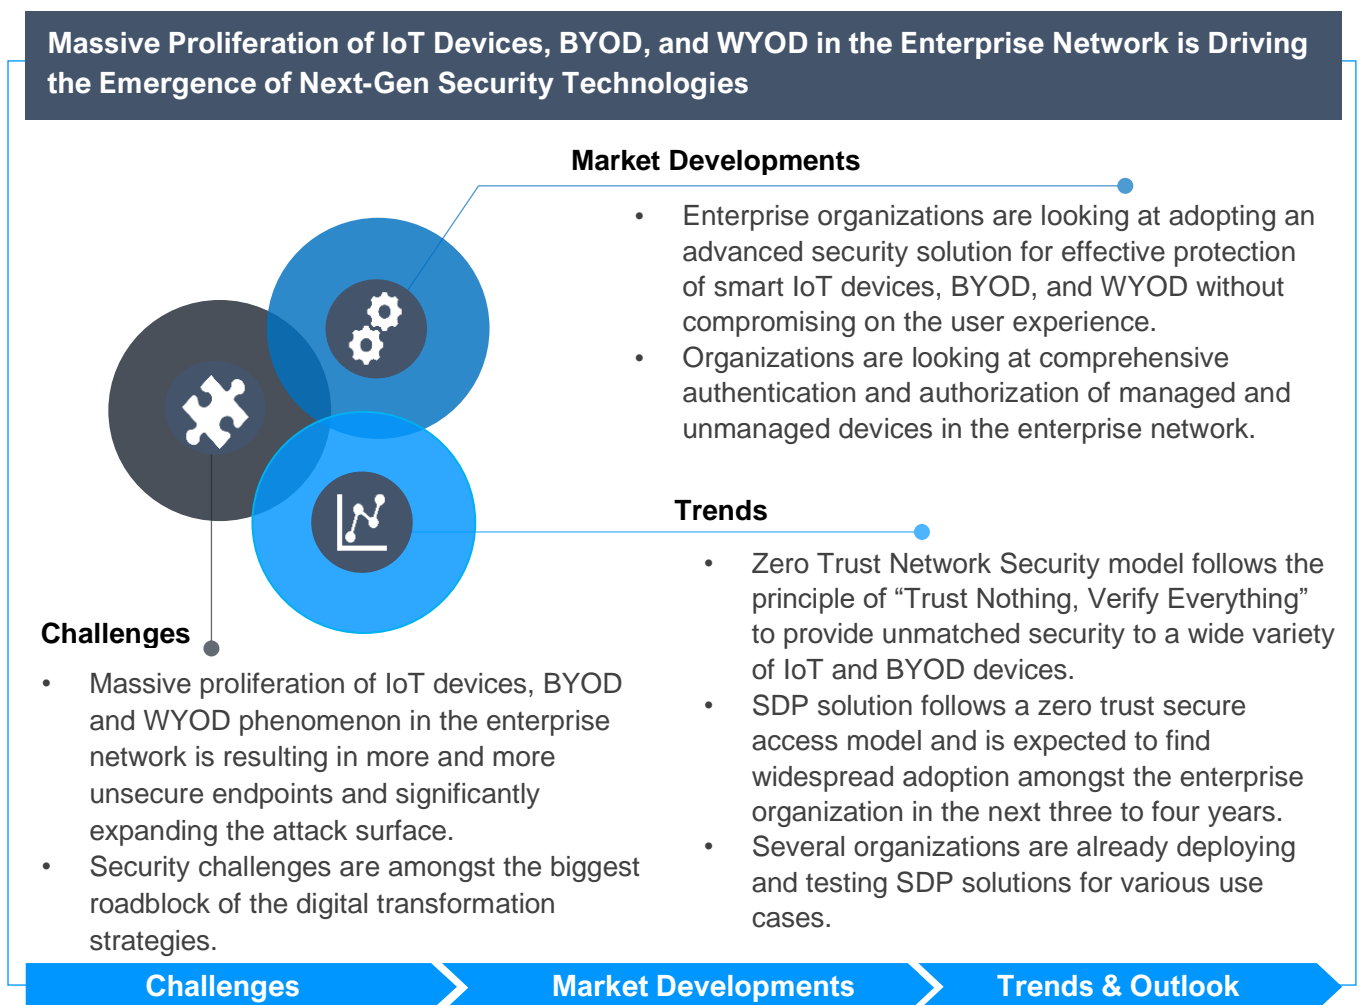 Massive Proliferation of IoT Devices, BYOD, and WYOD in the Enterprise Network is Driving
the Emergence of Next-Gen Security Technologies
Market Developments
• Enterprise organizations are looking at adopting an
advanced security solution for effective protection
of smart IoT devices, BYOD, and WYOD without
compromising on the user experience.
• Organizations are looking at comprehensive
authentication and authorization of managed and
unmanaged devices in the enterprise network.
Trends
• Zero Trust Network Security model follows the
principle of “Trust Nothing, Verify Everything”
to provide unmatched security to a wide variety
of IoT and BYOD devices.
• SDP solution follows a zero trust secure
access model and is expected to find
widespread adoption amongst the enterprise
organization in the next three to four years.
• Several organizations are already deploying
and testing SDP solutions for various use
cases.
Challenges
• Massive proliferation of IoT devices, BYOD
and WYOD phenomenon in the enterprise
network is resulting in more and more
unsecure endpoints and significantly
expanding the attack surface.
• Security challenges are amongst the biggest
roadblock of the digital transformation
strategies.
Challenges
Market Developments
Trends & Outlook